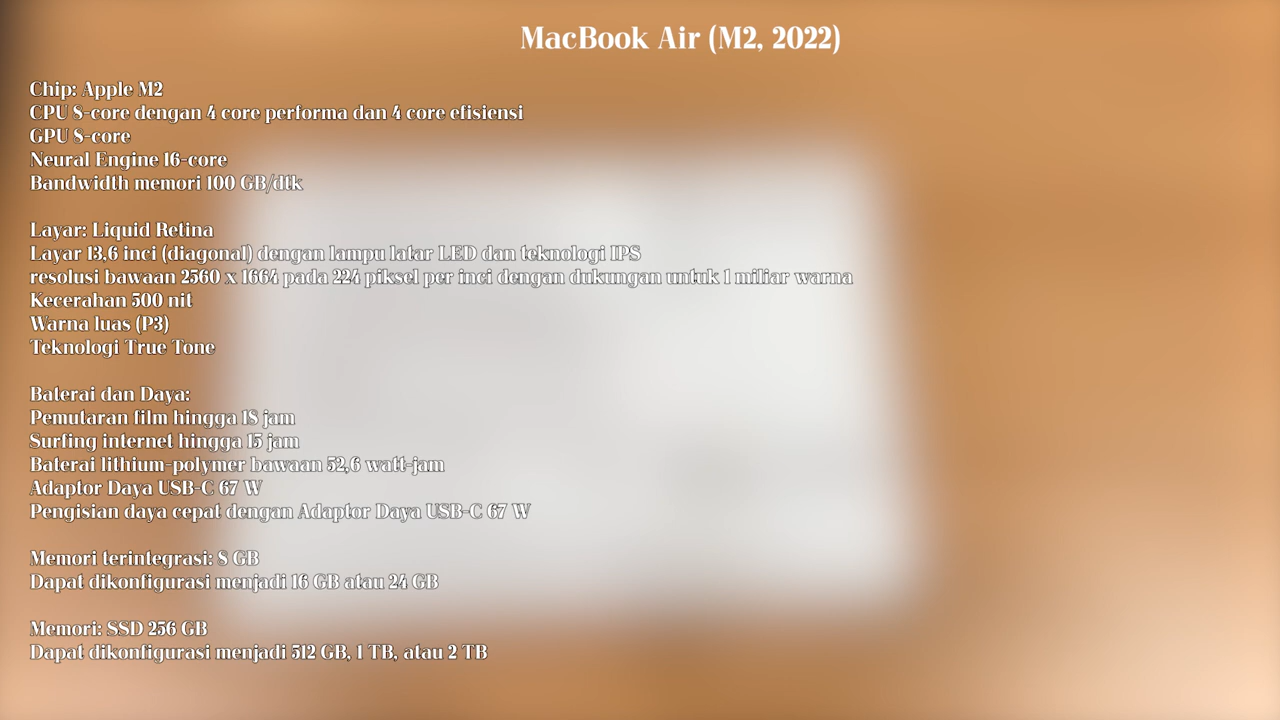 MacBook Air (M2, 2022)
Chip: Apple M2
CPU 8-core dengan 4 core performa dan 4 core efisiensi
GPU 8-core
Neural Engine 16-core
Bandwidth memori 100 GB/dtk
Layar: Liquid Retina
Layar 13,6 inci (diagonal) dengan lampu latar LED dan teknologi IPS
resolusi bawaan 2560 x 1664 pada 224 piksel per inci dengan dukungan untuk 1 miliar warna
Kecerahan 500 nit
Warna luas (P3)
Teknologi True Tone
Baterai dan Daya:
Pemutaran film hingga 18 jam
Surfing internet hingga 15 jam
Baterai lithium-polymer bawaan 52,6 watt-jam
Adaptor Daya USB-C 67 W
Pengisian daya cepat dengan Adaptor Daya USB-C 67 W
Memori terintegrasi: 8 GB
Dapat dikonfigurasi menjadi 16 GB atau 24 GB
Memori: SSD 256 GB
Dapat dikonfigurasi menjadi 512 GB, 1 TB, atau 2 TB